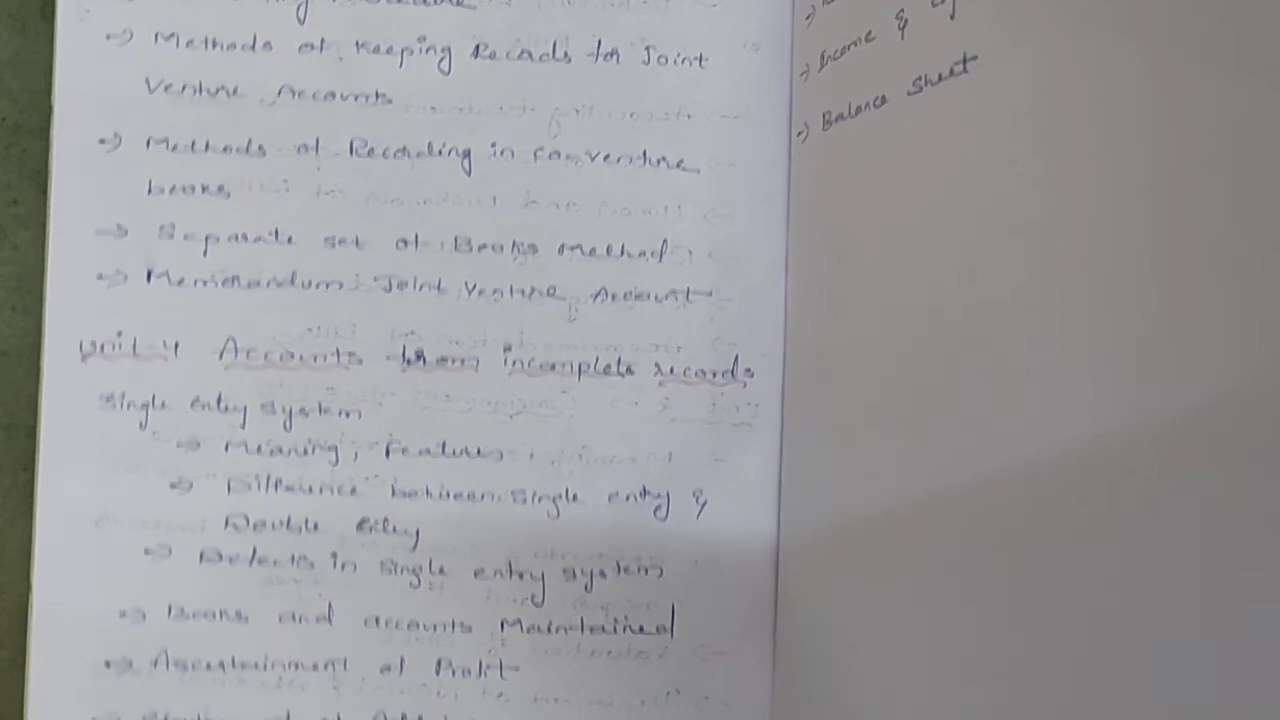 → Methods of Keeping Records for Joint
Venture Accounts
→ Methods of Recording in co-venture
books
→ Separate set of Books Method
→ Memorandum Joint Venture Account
Unit-4 Accounts from incomplete records
Single entry system
→ Meaning, Features
→ Difference between single entry &
Double entry
→ Defects in single entry system
→ Books and accounts Maintained
→ Ascertainment of Profit
→ Income &
→ Balance Sheet